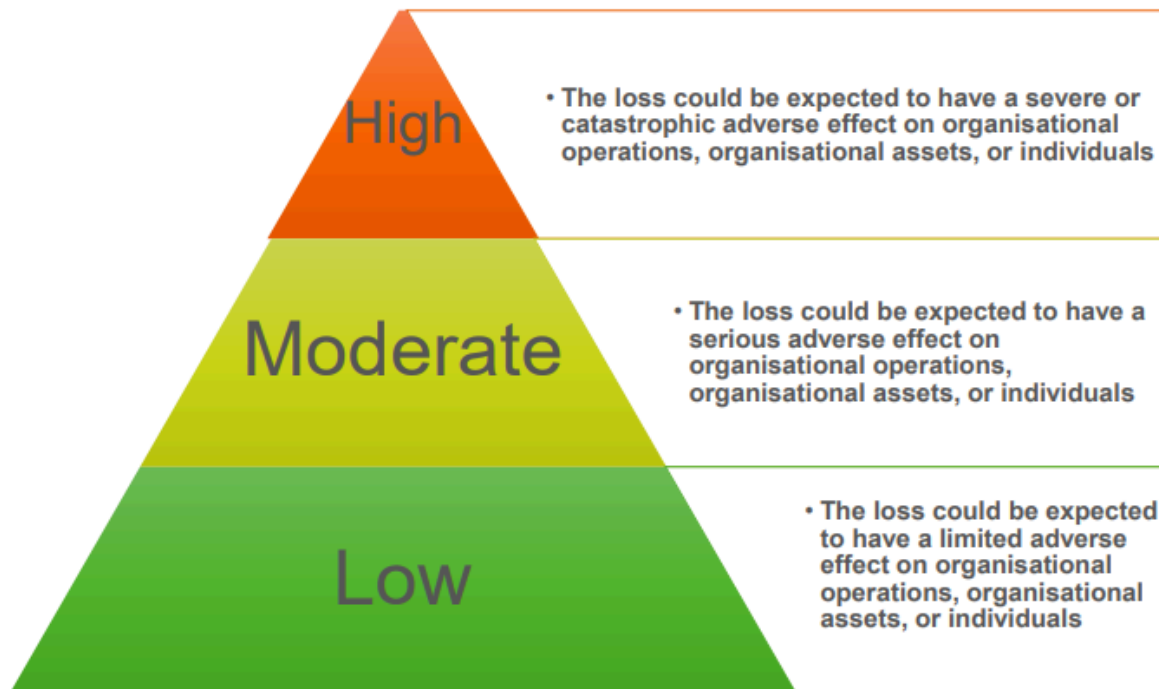 High
• The loss could be expected to have a severe or
catastrophic adverse effect on organisational
operations, organisational assets, or individuals
Moderate
• The loss could be expected to have a
serious adverse effect on
organisational operations,
organisational assets, or individuals
Low
• The loss could be expected
to have a limited adverse
effect on organisational
operations, organisational
assets, or individuals